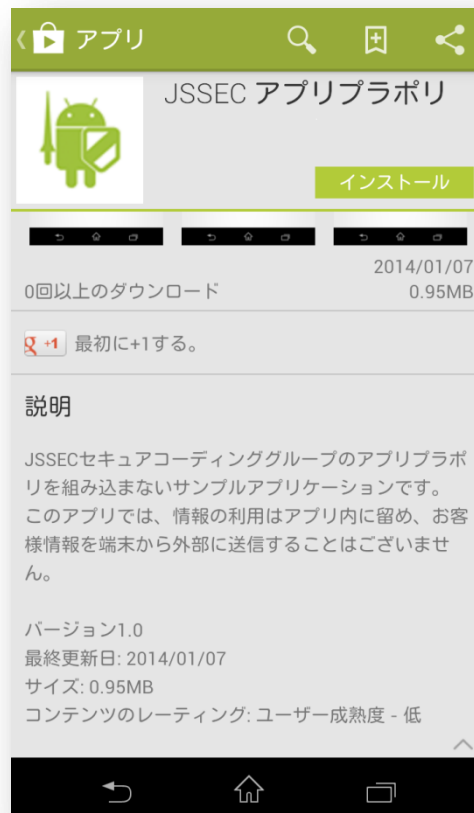 アプリ
JSSEC アプリプラポリ
インストール
2014/01/07
0回以上のダウンロード 0.95MB
g +1 最初に+1する。
説明
JSSECセキュアコーディンググループのアプリプラポ
リを組み込まないサンプルアプリケーションです。
このアプリでは、情報の利用はアプリ内に留め、お客
様情報を端末から外部に送信することはございませ
ん。
バージョン1.0
最終更新日: 2014/01/07
サイズ: 0.95MB
コンテンツのレーティング: ユーザー成熟度 - 低